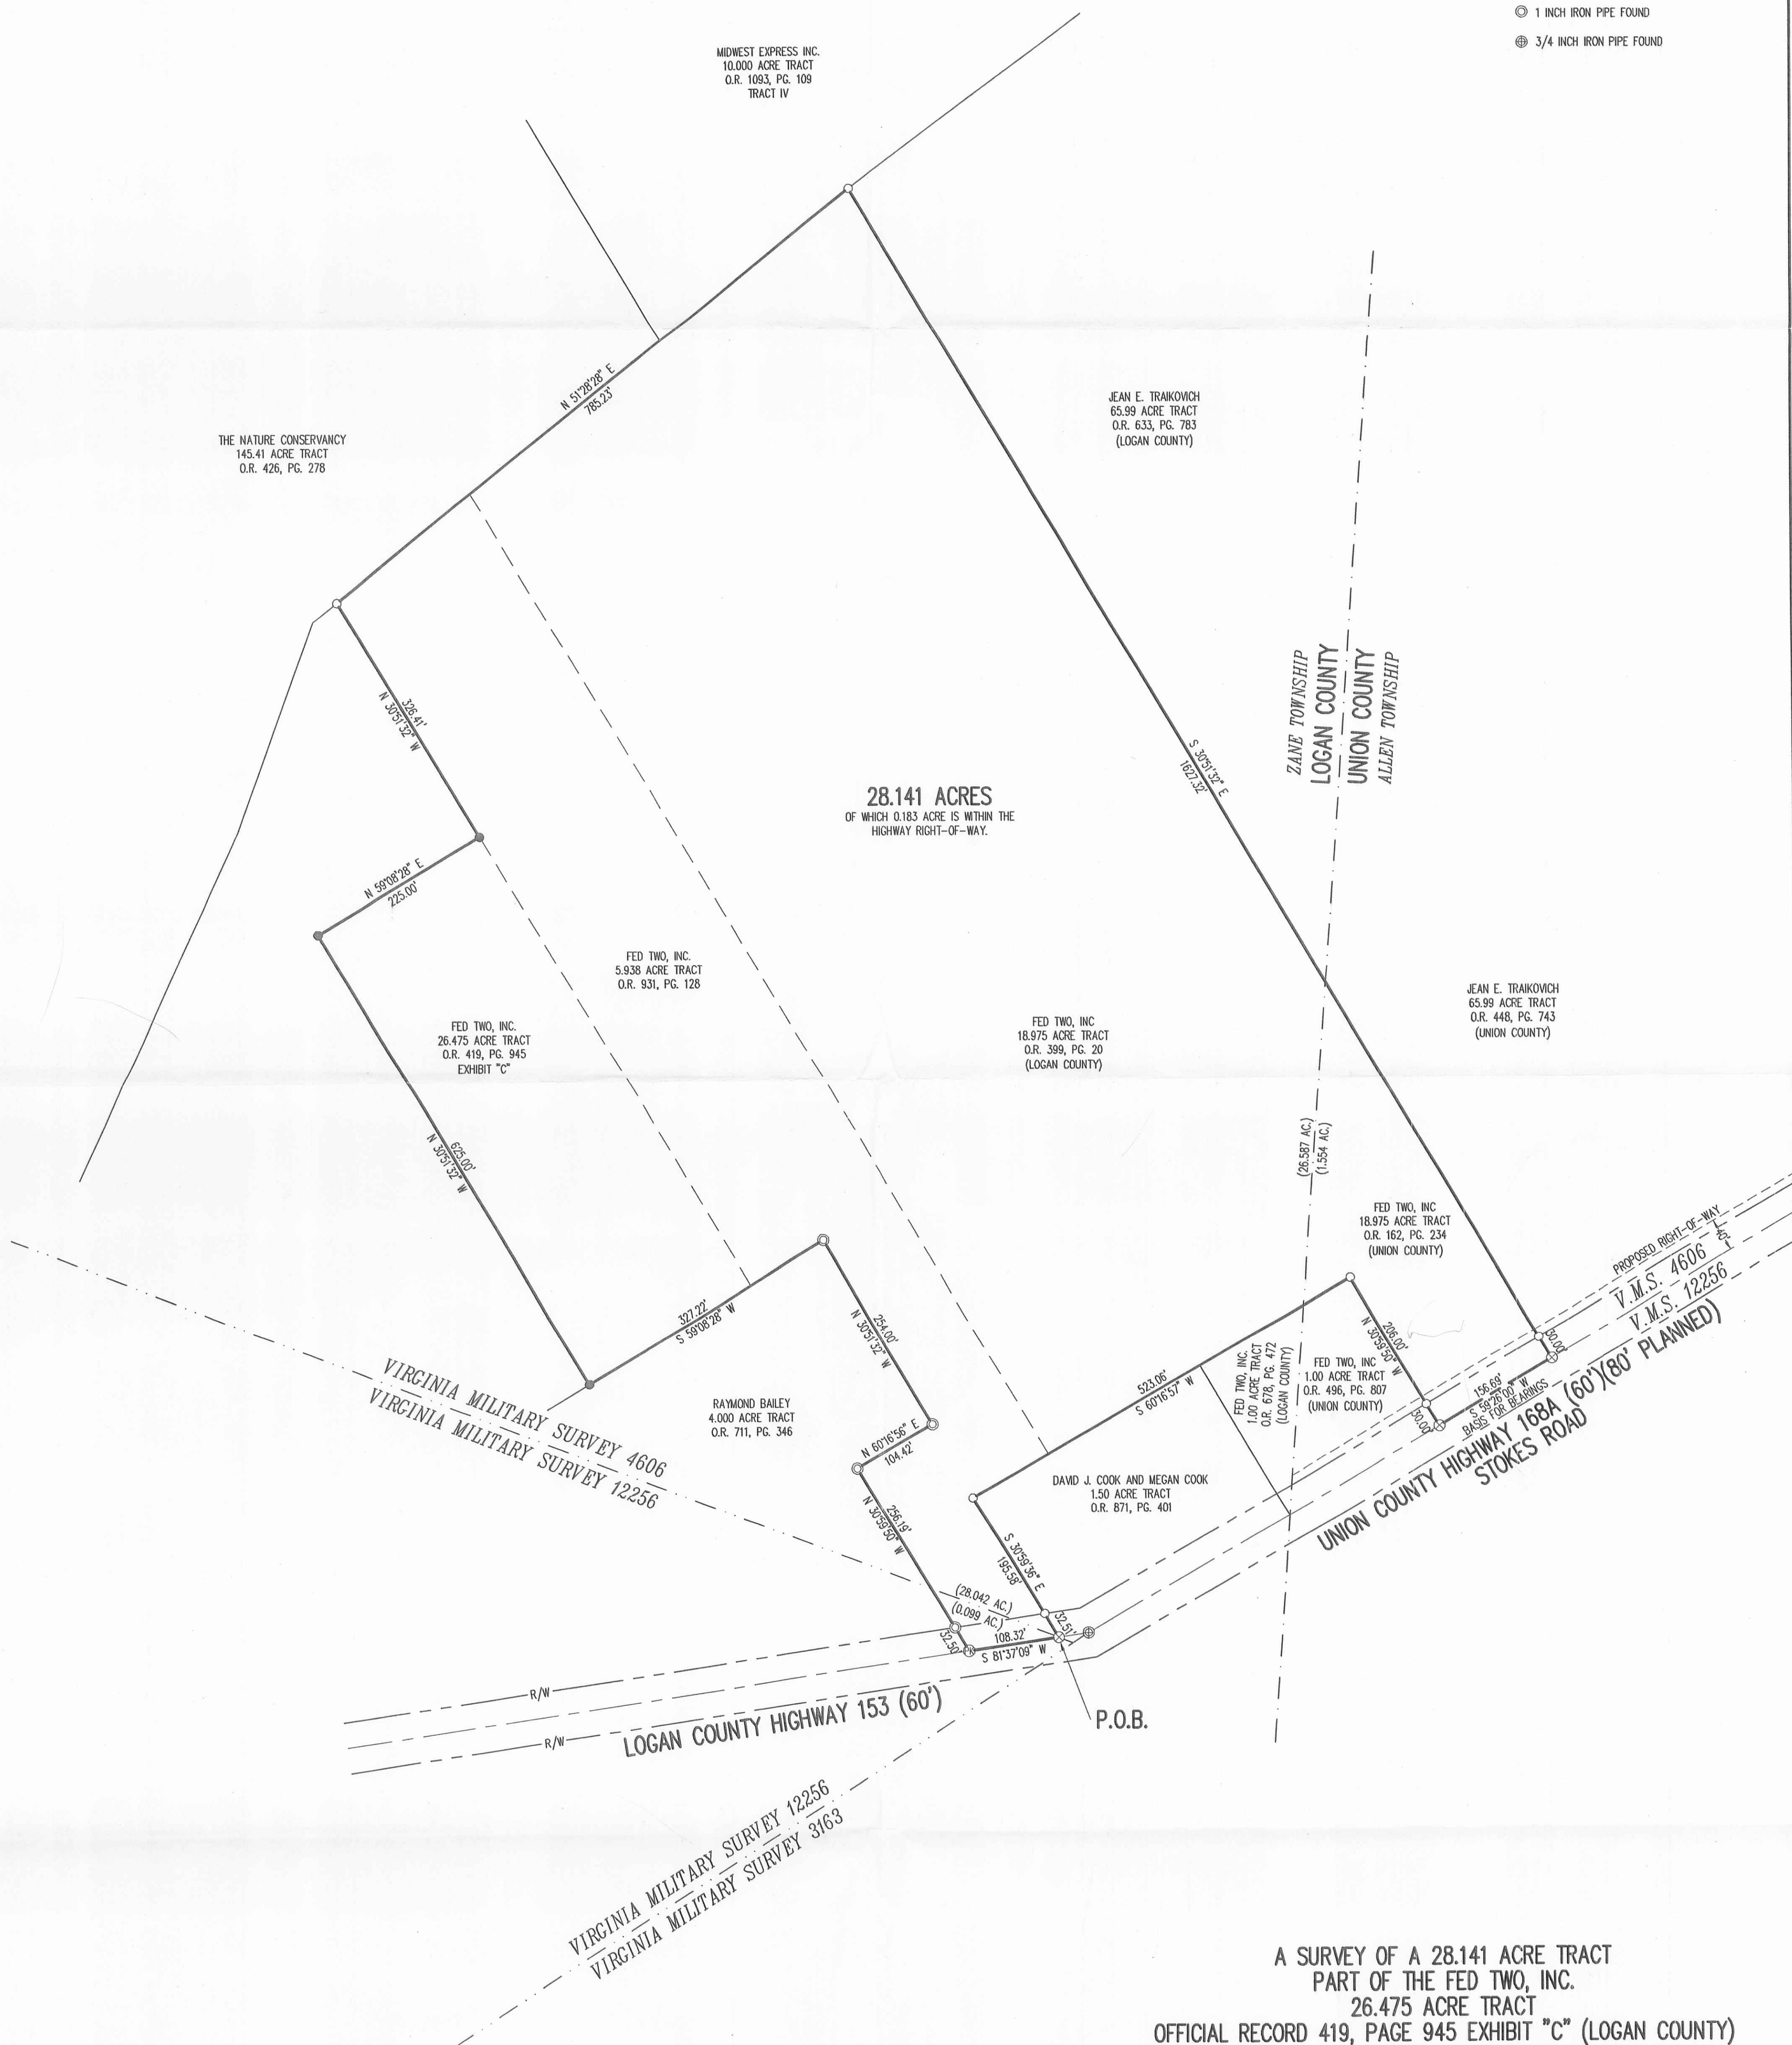 1 INCH IRON PIPE FOUND
3/4 INCH IRON PIPE FOUND
MIDWEST EXPRESS INC.
10.000 ACRE TRACT
O.R. 1093, PG. 109
TRACT IV
N 51°28'28" E
785.23'
JEAN E. TRAIKOVICH
65.99 ACRE TRACT
O.R. 633, PG. 783
(LOGAN COUNTY)
THE NATURE CONSERVANCY
145.41 ACRE TRACT
O.R. 426, PG. 278
326.41'
N 30°51'32" W
ZANE TOWNSHIP
LOGAN COUNTY
UNION COUNTY
ALLEN TOWNSHIP
S 30°51'32" E
1627.32'
28.141 ACRES
OF WHICH 0.183 ACRE IS WITHIN THE
HIGHWAY RIGHT-OF-WAY.
N 59°08'28" E
225.00'
FED TWO, INC.
5.938 ACRE TRACT
O.R. 931, PG. 128
JEAN E. TRAIKOVICH
65.99 ACRE TRACT
O.R. 448, PG. 743
(UNION COUNTY)
FED TWO, INC.
26.475 ACRE TRACT
O.R. 419, PG. 945
EXHIBIT "C"
FED TWO, INC
18.975 ACRE TRACT
O.R. 399, PG. 20
(LOGAN COUNTY)
625.00'
N 30°51'32" W
(26.587 AC.)
(1.554 AC.)
FED TWO, INC
18.975 ACRE TRACT
O.R. 162, PG. 234
(UNION COUNTY)
PROPOSED RIGHT-OF-WAY
40'
V.M.S. 4606
V.M.S. 12256
327.22'
S 59°08'28" W
254.00'
N 30°51'32" W
206.00'
N 30°59'50" W
30.00'
156.69'
S 59°26'00" W
BASIS FOR BEARINGS
30.00'
523.06'
S 60°16'57" W
FED TWO, INC.
1.00 ACRE TRACT
O.R. 678, PG. 472
(LOGAN COUNTY)
FED TWO, INC
1.00 ACRE TRACT
O.R. 496, PG. 807
(UNION COUNTY)
UNION COUNTY HIGHWAY 168A (60')(80' PLANNED)
STOKES ROAD
VIRGINIA MILITARY SURVEY 4606
VIRGINIA MILITARY SURVEY 12256
RAYMOND BAILEY
4.000 ACRE TRACT
O.R. 711, PG. 346
N 60°16'56" E
104.42'
DAVID J. COOK AND MEGAN COOK
1.50 ACRE TRACT
O.R. 871, PG. 401
256.19'
N 30°59'50" W
S 30°59'36" E
195.58'
(28.042 AC.)
(0.099 AC.)
32.51'
32.50'
PK
108.32'
S 81°37'09" W
R/W
R/W
LOGAN COUNTY HIGHWAY 153 (60')
P.O.B.
VIRGINIA MILITARY SURVEY 12256
VIRGINIA MILITARY SURVEY 3163
A SURVEY OF A 28.141 ACRE TRACT
PART OF THE FED TWO, INC.
26.475 ACRE TRACT
OFFICIAL RECORD 419, PAGE 945 EXHIBIT "C" (LOGAN COUNTY)